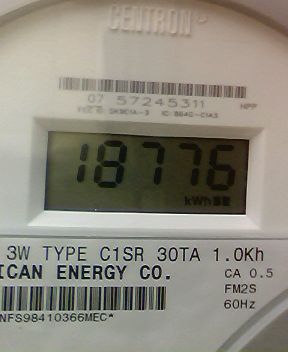 CENTRON
07 57245311 HPP
18776
kWh
3W TYPE C1SR 30TA 1.0Kh
ICAN ENERGY CO. CA 0.5
FM2S
60Hz
NFS98410366MEC*